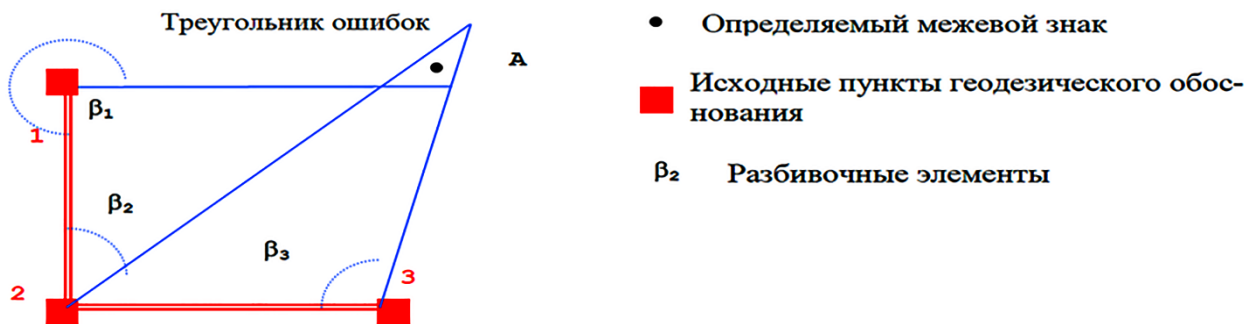 Треугольник ошибок
A
β₁
1
β₂
β₃
2
3
Определяемый межевой знак
Исходные пункты геодезического обос-
нования
β₂ Разбивочные элементы